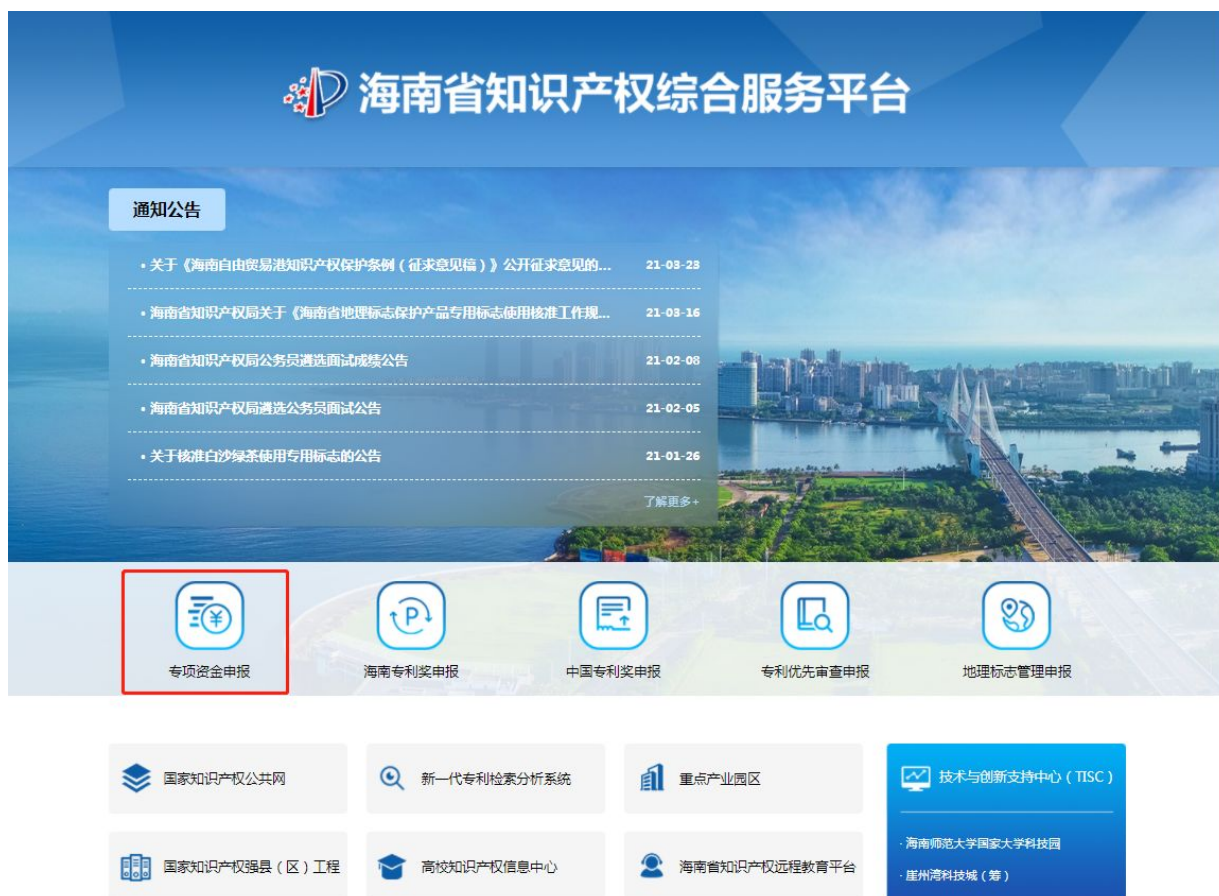 海南省知识产权综合服务平台
通知公告
·关于《海南自由贸易港知识产权保护条例（征求意见稿）》公开征求意见的... 21-03-23
·海南省知识产权局关于《海南省地理标志保护产品专用标志使用核准工作规... 21-03-16
·海南省知识产权局公务员遴选面试成绩公告 21-02-08
·海南省知识产权局遴选公务员面试公告 21-02-05
·关于核准白沙绿茶使用专用标志的公告 21-01-26
了解更多+
专项资金申报 海南专利奖申报 中国专利奖申报 专利优先审查申报 地理标志管理申报
国家知识产权公共网 新一代专利检索分析系统 重点产业园区 技术与创新支持中心（TISC）
·海南师范大学国家大学科技园
国家知识产权强县（区）工程 高校知识产权信息中心 海南省知识产权远程教育平台 ·崖州湾科技城（筹）